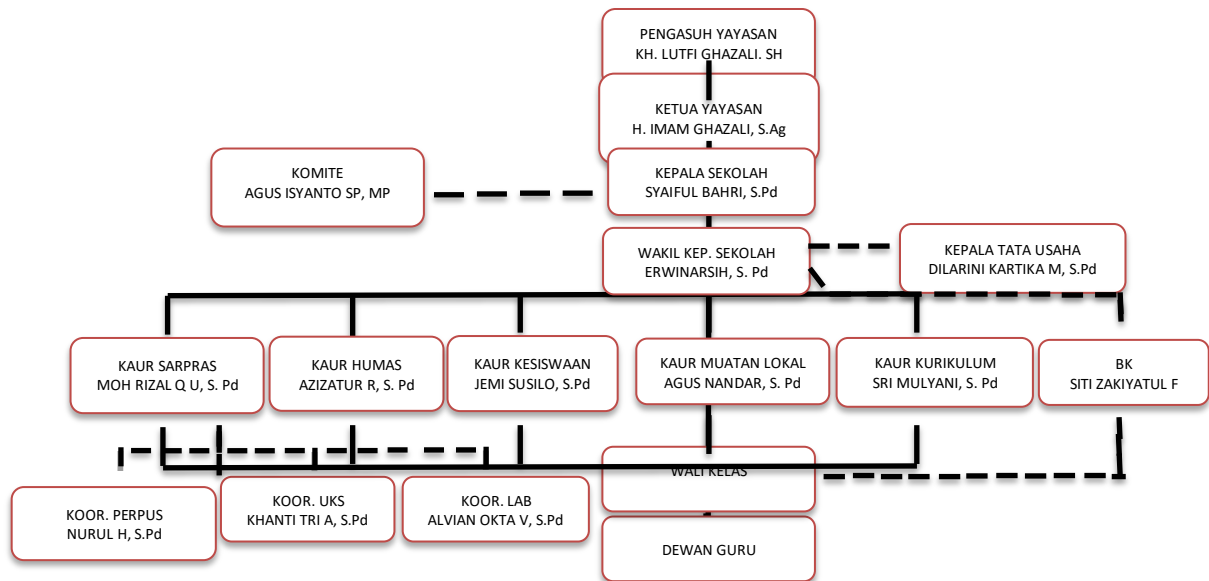 PENGASUH YAYASAN
KH. LUTFI GHAZALI. SH
KETUA YAYASAN
H. IMAM GHAZALI, S.Ag
KOMITE
AGUS ISYANTO SP, MP
KEPALA SEKOLAH
SYAIFUL BAHRI, S.Pd
WAKIL KEP. SEKOLAH
ERWINARSIH, S. Pd
KEPALA TATA USAHA
DILARINI KARTIKA M, S.Pd
KAUR SARPRAS
MOH RIZAL Q U, S. Pd
KAUR HUMAS
AZIZATUR R, S. Pd
KAUR KESISWAAN
JEMI SUSILO, S.Pd
KAUR MUATAN LOKAL
AGUS NANDAR, S. Pd
KAUR KURIKULUM
SRI MULYANI, S. Pd
BK
SITI ZAKIYATUL F
KOOR. PERPUS
NURUL H, S.Pd
KOOR. UKS
KHANTI TRI A, S.Pd
KOOR. LAB
ALVIAN OKTA V, S.Pd
WALI KELAS
DEWAN GURU